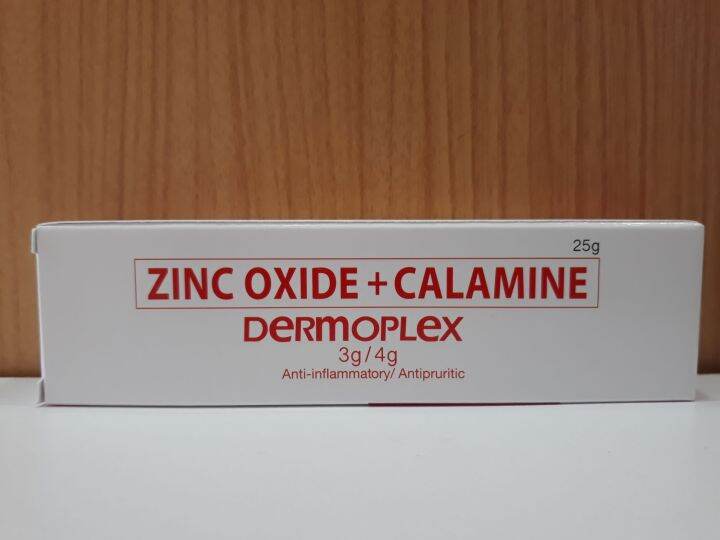 25g
ZINC OXIDE + CALAMINE
DERMOPLEX
3g/4g
Anti-inflammatory/ Antipruritic